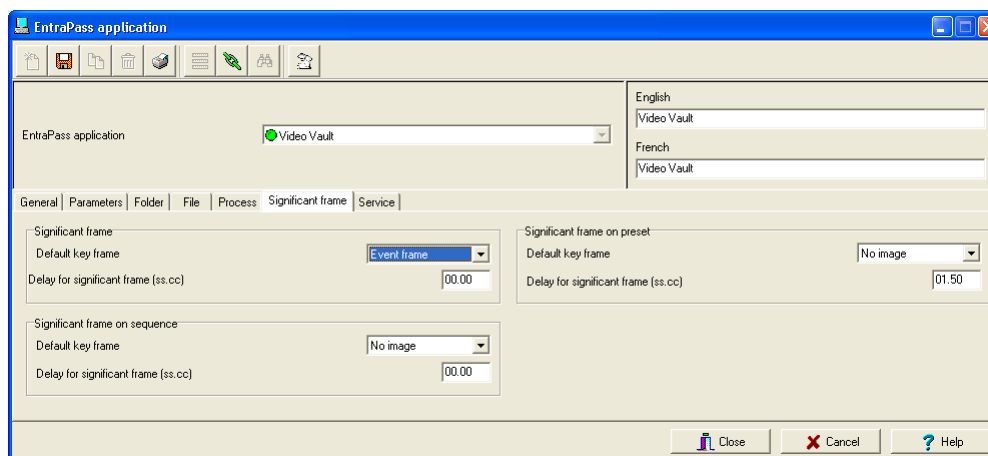 EntraPass application
English
Video Vault
EntraPass application
Video Vault
French
Video Vault
General
Parameters
Folder
File
Process
Significant frame
Service
Significant frame
Default key frame
Event frame
Delay for significant frame (ss.cc)
00.00
Significant frame on preset
Default key frame
No image
Delay for significant frame (ss.cc)
01.50
Significant frame on sequence
Default key frame
No image
Delay for significant frame (ss.cc)
00.00
Close
Cancel
? Help